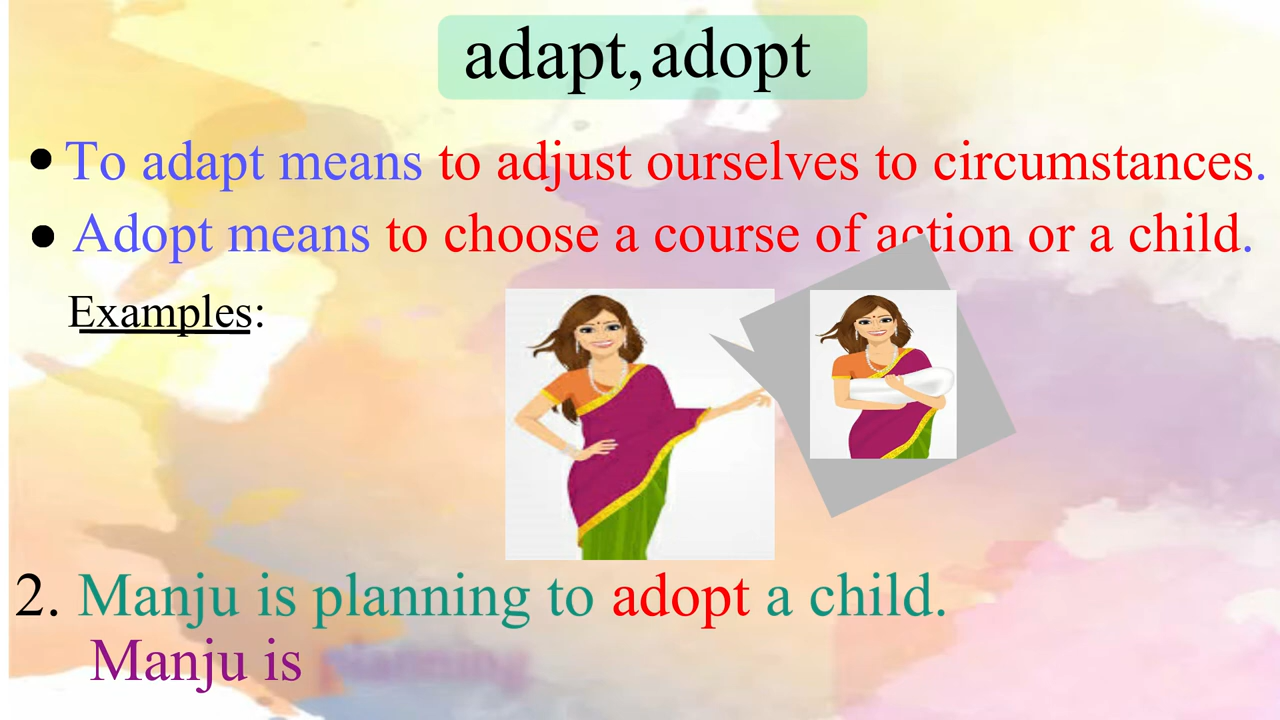 adapt, adopt
• To adapt means to adjust ourselves to circumstances.
• Adopt means to choose a course of action or a child.
Examples:
2. Manju is planning to adopt a child.
Manju is